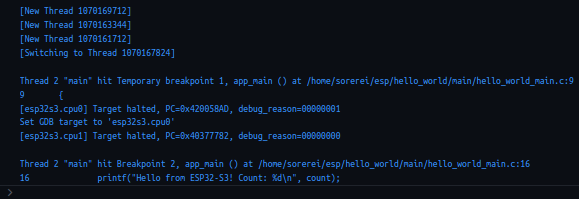 [New Thread 1070169712]
[New Thread 1070163344]
[New Thread 1070161712]
[Switching to Thread 1070167824]
Thread 2 "main" hit Temporary breakpoint 1, app_main () at /home/sorerei/esp/hello_world/main/hello_world_main.c:9
9 {
[esp32s3.cpu0] Target halted, PC=0x420058AD, debug_reason=00000001
Set GDB target to 'esp32s3.cpu0'
[esp32s3.cpu1] Target halted, PC=0x40377782, debug_reason=00000000
Thread 2 "main" hit Breakpoint 2, app_main () at /home/sorerei/esp/hello_world/main/hello_world_main.c:16
16 printf("Hello from ESP32-S3! Count: %d\n", count);
>